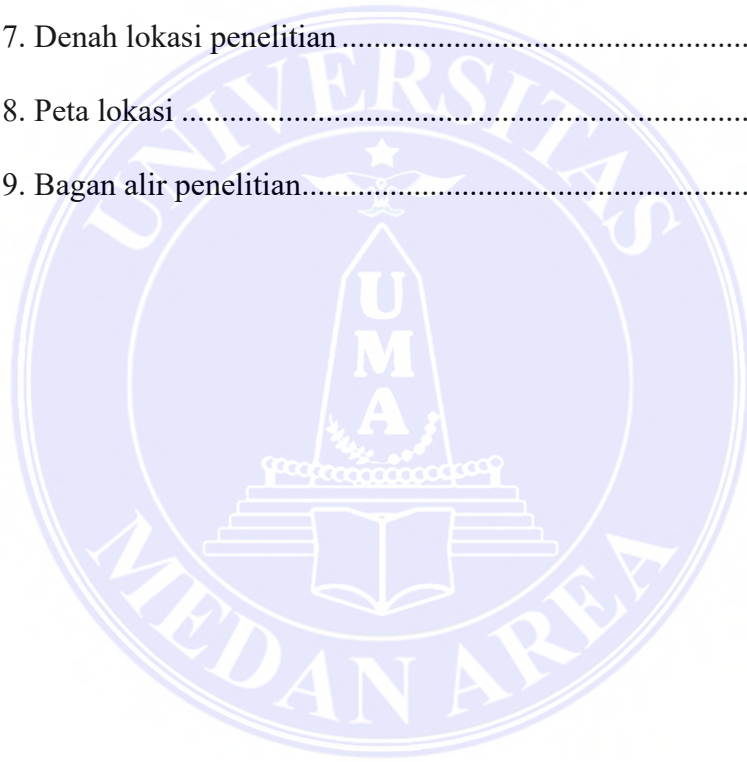 7. Denah lokasi penelitian ..........................................................
8. Peta lokasi ................................................................................
9. Bagan alir penelitian...............................................................
UNIVERSITAS
UMA
MEDAN AREA